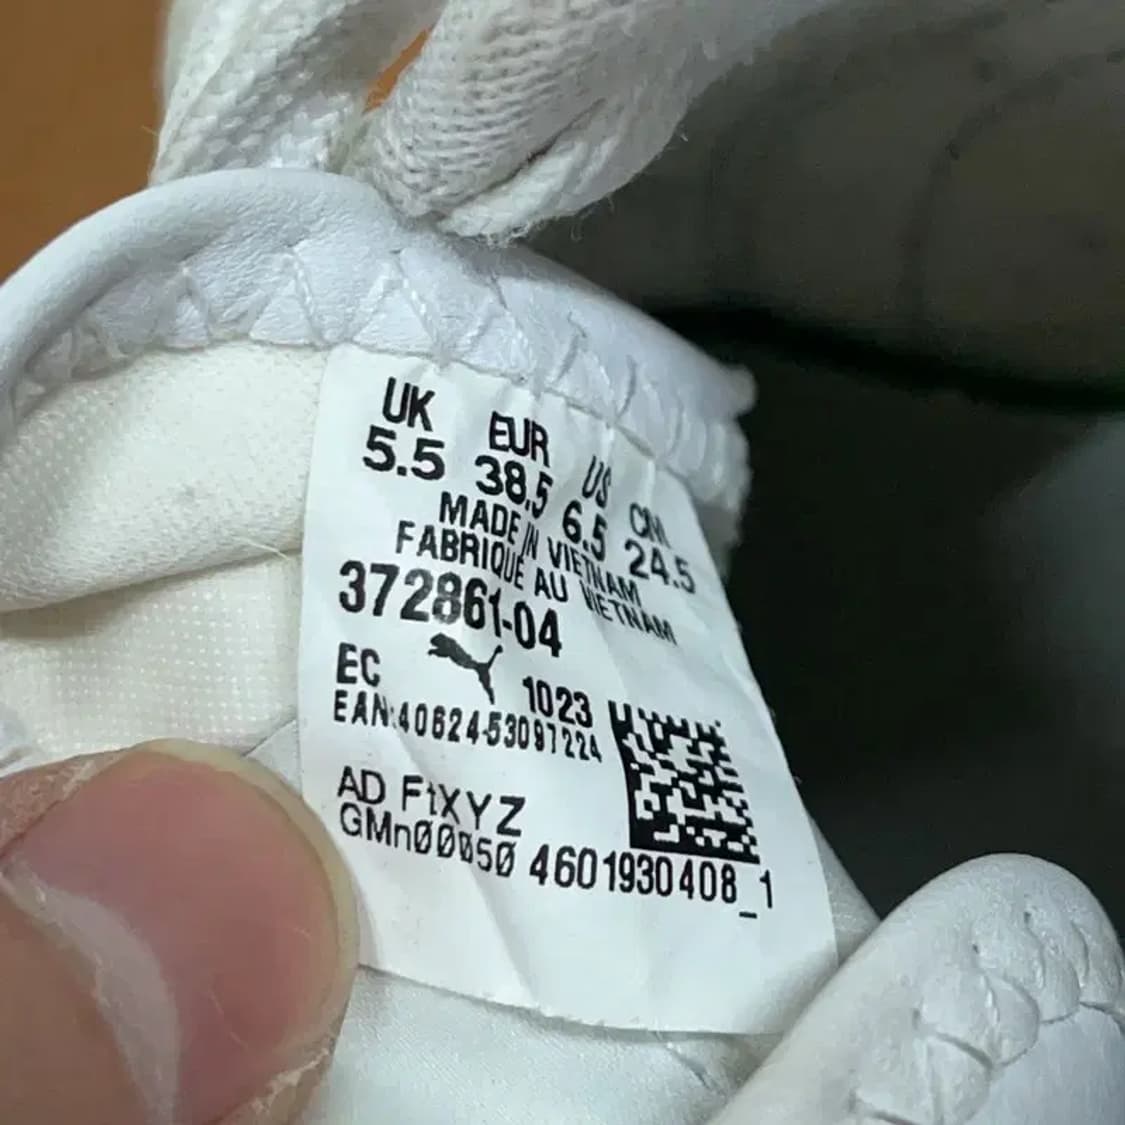 UK EUR US CM
5.5 38.5 6.5 24.5
MADE IN VIETNAM
FABRIQUE AU VIETNAM
372861-04
EC 1023
EAN:4062453097224
AD FtXYZ
GMn00050 4601930408_1